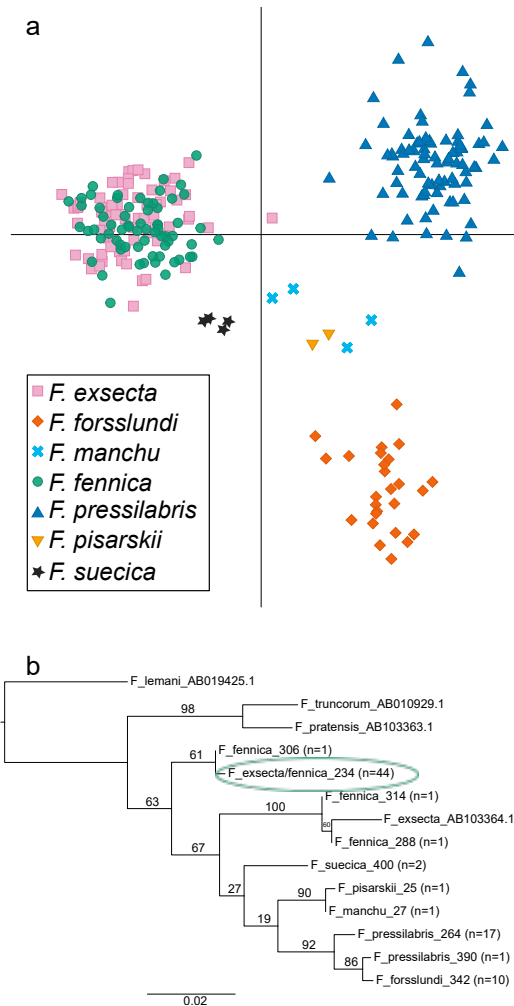 a
F. exsecta
F. forsslundi
F. manchu
F. fennica
F. pressilabris
F. pisarskii
F. suecica
b
F_lemani_AB019425.1
98
F_truncorum_AB010929.1
F_pratensis_AB103363.1
61
F_fennica_306 (n=1)
F_exsecta/fennica_234 (n=44)
63
100
F_fennica_314 (n=1)
60
F_exsecta_AB103364.1
F_fennica_288 (n=1)
67
F_suecica_400 (n=2)
27
90
F_pisarskii_25 (n=1)
F_manchu_27 (n=1)
19
F_pressilabris_264 (n=17)
92
F_pressilabris_390 (n=1)
86
F_forsslundi_342 (n=10)
0.02